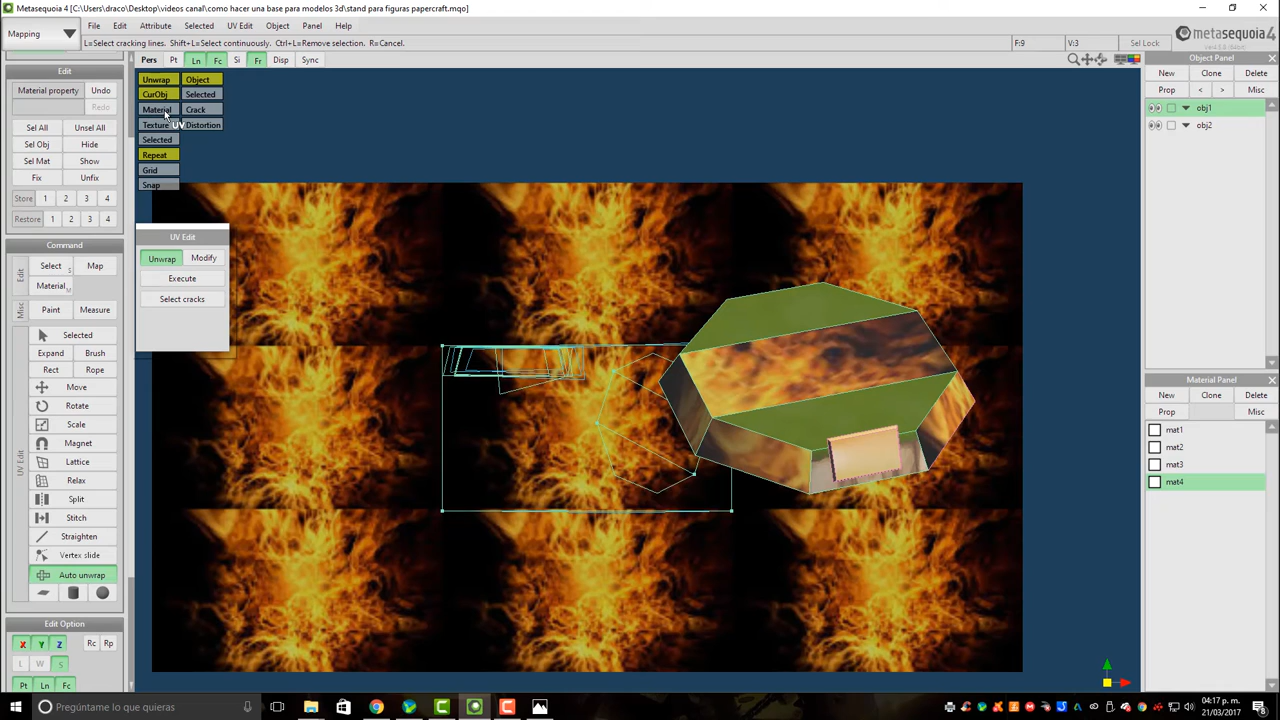 Metasequoia 4 (C:\Users\draco\Desktop\videos canal\como hacer una base para modelos 3d\stand para figuras papercraft.mqo)
Mapping
File Edit Attribute Selected UV Edit Object Panel Help
metasequoia 4
L=Select cracking lines. Shift+L=Select continuously. Ctrl+L=Remove selection. R=Cancel.
F:9 V:3 Sel Lock
Pers Pt Ln Fc Si Fr Disp Sync
Edit
Material property Undo
Redo
Sel All Unsel All
Sel Obj Hide
Sel Mat Show
Fix Unfix
Store 1 2 3 4
Restore 1 2 3 4
Command
Edit
Select S Map
Material M
Misc
Paint Measure
UV Edit
Selected
Expand Brush
Rect Rope
Move
Rotate
Scale
Magnet
Lattice
Relax
Split
Stitch
Straighten
Vertex slide
Auto unwrap
Edit Option
X Y Z Rc Rp
L W S
Pt Ln Fc
Unwrap Object
CurObj Selected
Material Crack
Texture UV Distortion
Selected
Repeat
Grid
Snap
UV Edit
Unwrap Modify
Execute
Select cracks
Object Panel
New Clone Delete
Prop < > Misc
obj1
obj2
Material Panel
New Clone Delete
Prop Misc
mat1
mat2
mat3
mat4
Pregúntame lo que quieras
04:17 p.m.
21/03/2017